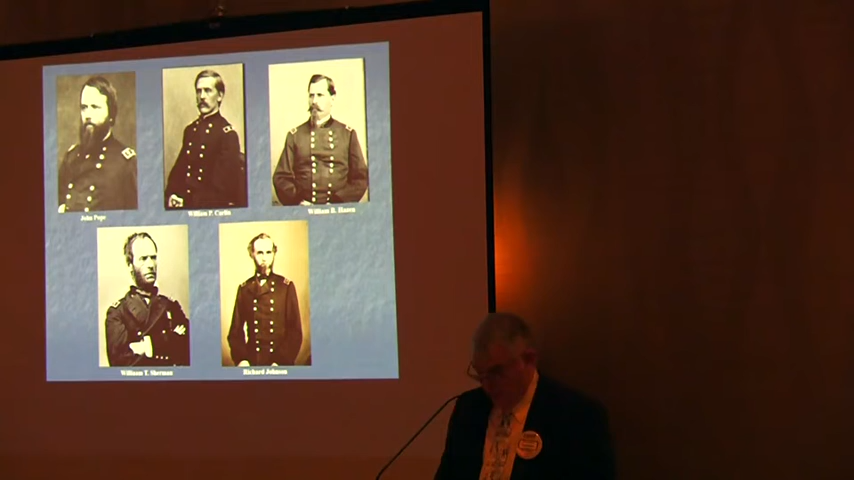 John Pope
William P. Carlin
William B. Hazen
William T. Sherman
Richard Johnson